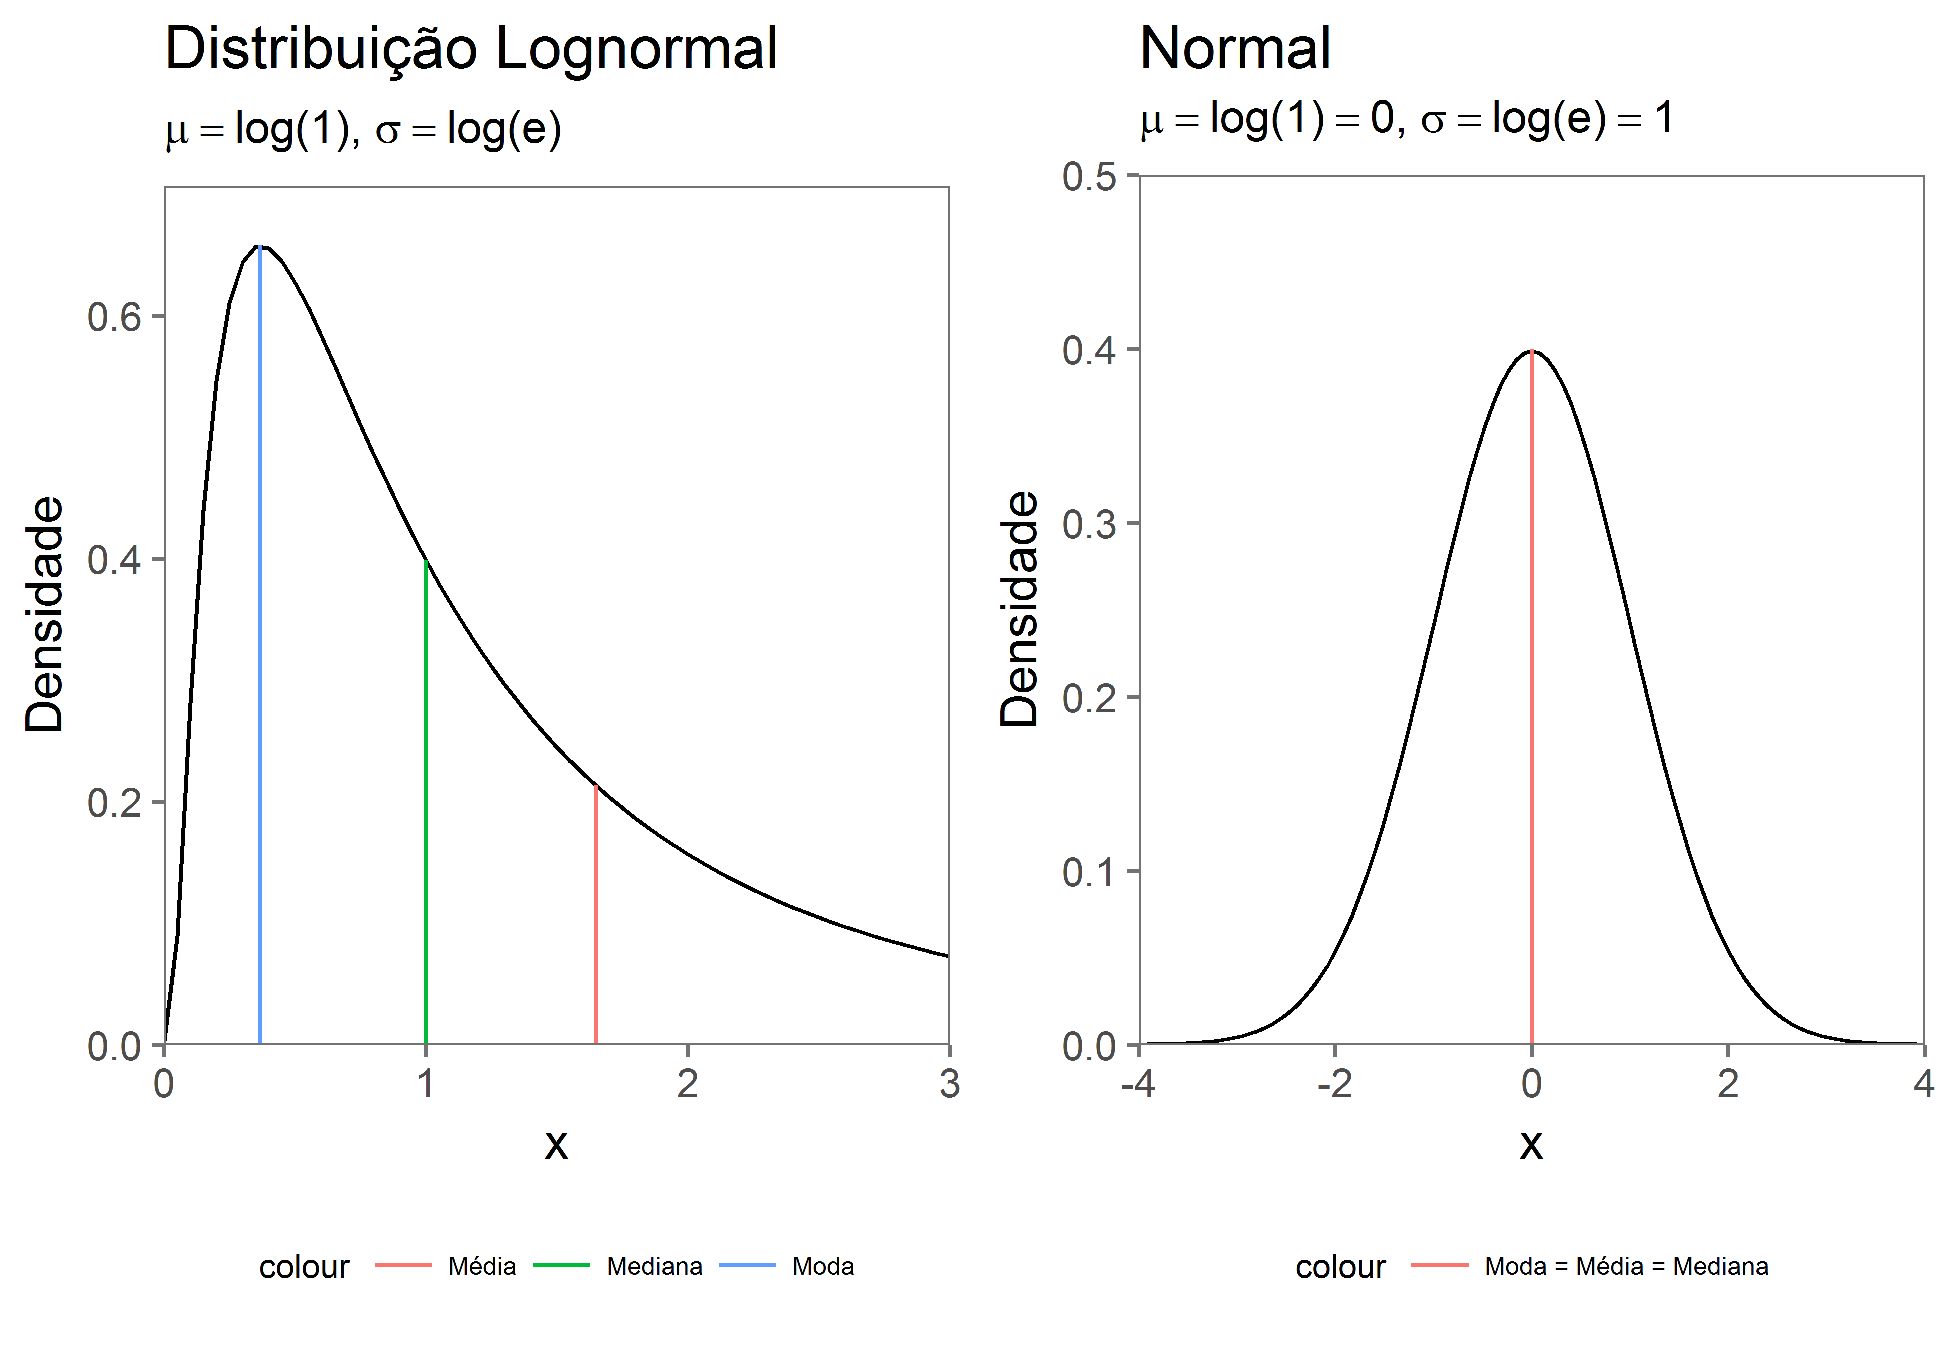 Distribuição Lognormal
μ = log(1), σ = log(e)
Densidade
0.6
0.4
0.2
0.0
0 1 2 3
x
colour Média Mediana Moda
Normal
μ = log(1) = 0, σ = log(e) = 1
Densidade
0.5
0.4
0.3
0.2
0.1
0.0
-4 -2 0 2 4
x
colour Moda = Média = Mediana